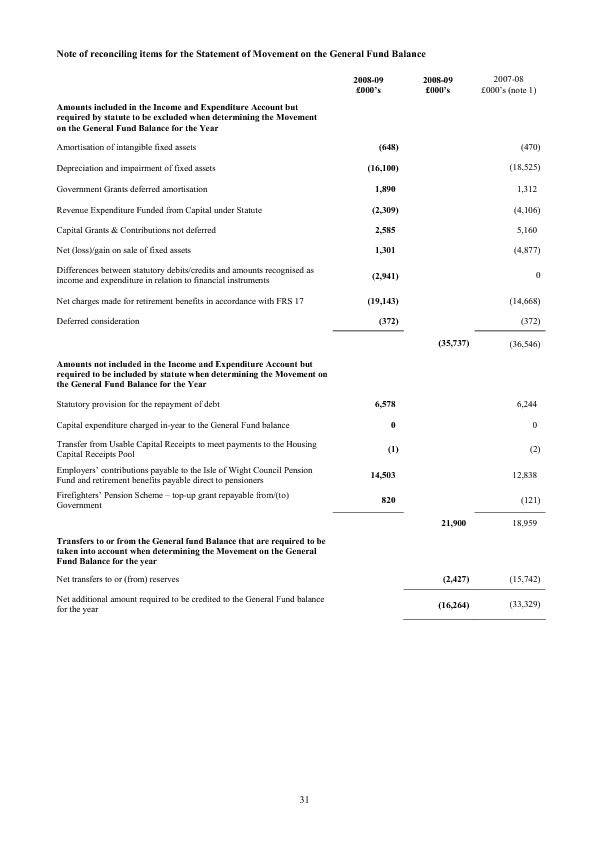 Note of reconciling items for the Statement of Movement on the General Fund Balance
2008-09 2008-09 2007-08
£000’s £000’s £000’s (note 1)
Amounts included in the Income and Expenditure Account but
required by statute to be excluded when determining the Movement
on the General Fund Balance for the Year
Amortisation of intangible fixed assets (648) (470)
Depreciation and impairment of fixed assets (16,100) (18,525)
Government Grants deferred amortisation 1,890 1,312
Revenue Expenditure Funded from Capital under Statute (2,309) (4,106)
Capital Grants & Contributions not deferred 2,585 5,160
Net (loss)/gain on sale of fixed assets 1,301 (4,877)
Differences between statutory debits/credits and amounts recognised as
income and expenditure in relation to financial instruments (2,941) 0
Net charges made for retirement benefits in accordance with FRS 17 (19,143) (14,668)
Deferred consideration (372) (372)
(35,737) (36,546)
Amounts not included in the Income and Expenditure Account but
required to be included by statute when determining the Movement on
the General Fund Balance for the Year
Statutory provision for the repayment of debt 6,578 6,244
Capital expenditure charged in-year to the General Fund balance 0 0
Transfer from Usable Capital Receipts to meet payments to the Housing
Capital Receipts Pool (1) (2)
Employers’ contributions payable to the Isle of Wight Council Pension
Fund and retirement benefits payable direct to pensioners 14,503 12,838
Firefighters’ Pension Scheme – top-up grant repayable from/(to)
Government 820 (121)
21,900 18,959
Transfers to or from the General fund Balance that are required to be
taken into account when determining the Movement on the General
Fund Balance for the year
Net transfers to or (from) reserves (2,427) (15,742)
Net additional amount required to be credited to the General Fund balance
for the year (16,264) (33,329)
31